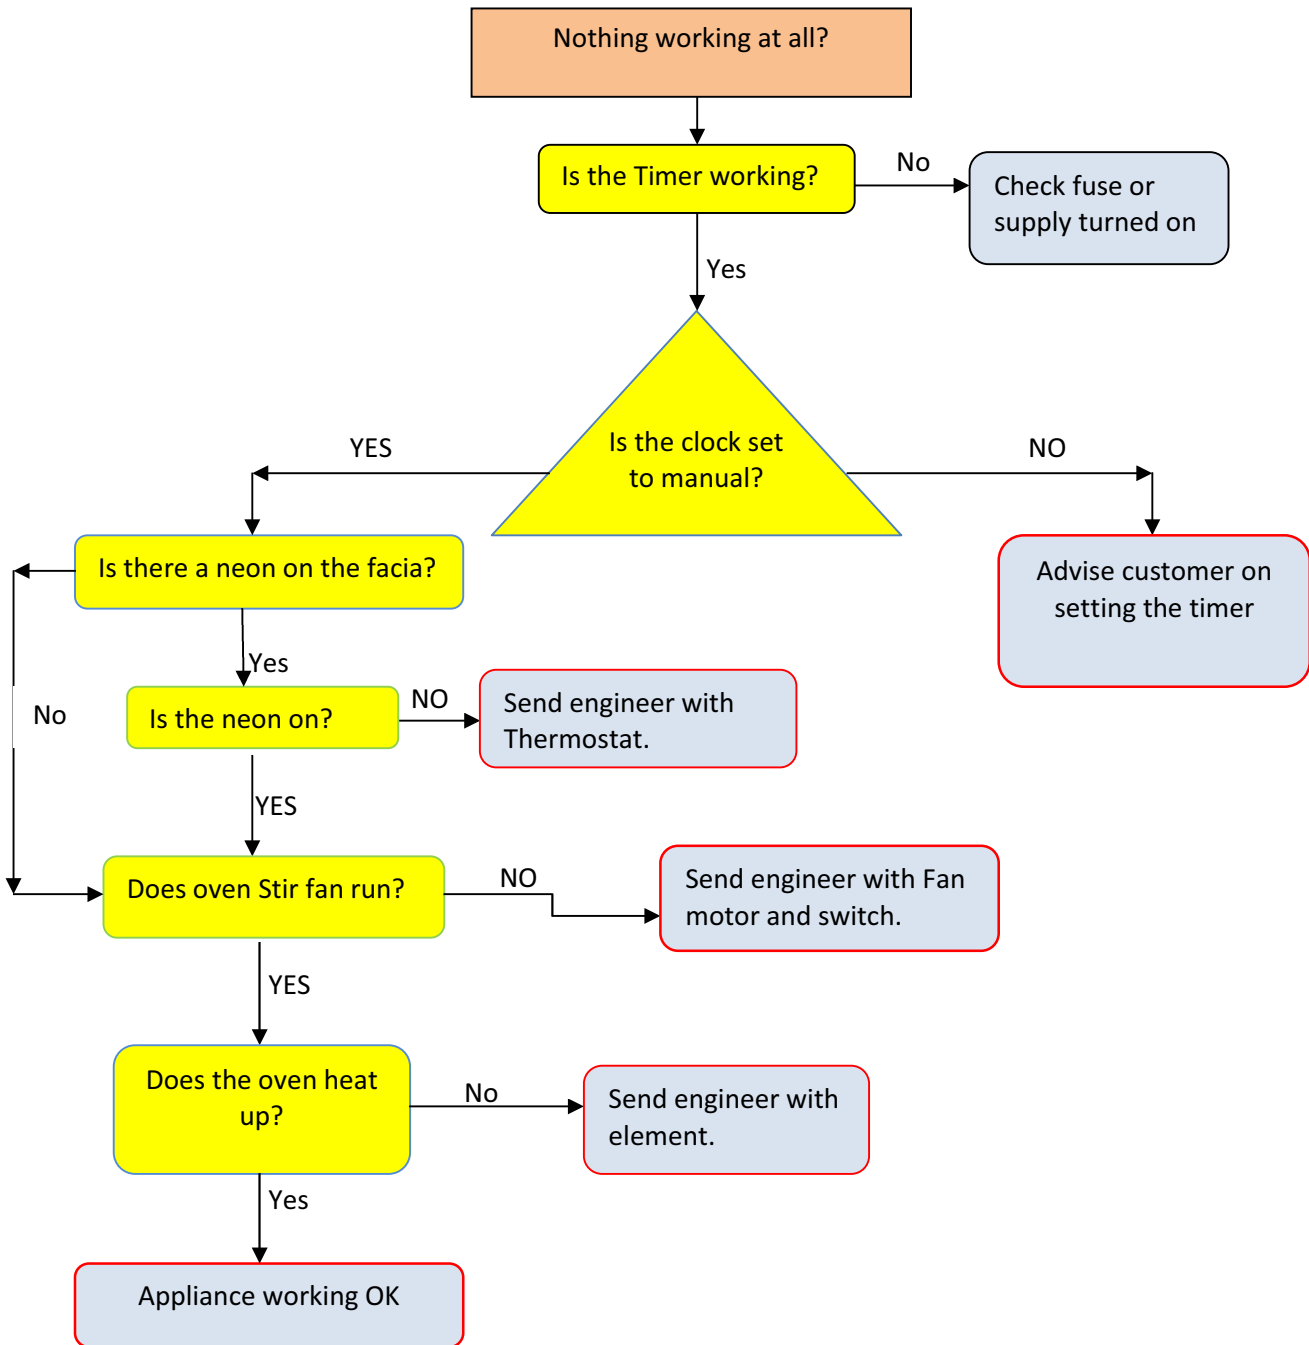 Nothing working at all?
Is the Timer working?
No
Check fuse or
supply turned on
Yes
Is the clock set
to manual?
YES
NO
Is there a neon on the facia?
Advise customer on
setting the timer
Yes
No
Is the neon on?
NO
Send engineer with
Thermostat.
YES
Does oven Stir fan run?
NO
Send engineer with Fan
motor and switch.
YES
Does the oven heat
up?
No
Send engineer with
element.
Yes
Appliance working OK